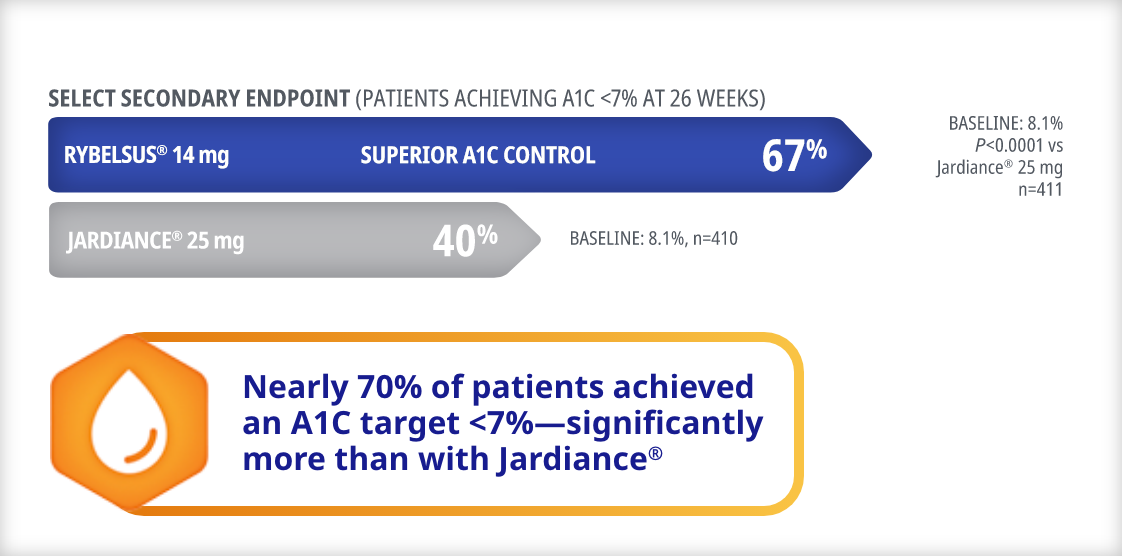 SELECT SECONDARY ENDPOINT (PATIENTS ACHIEVING A1C <7% AT 26 WEEKS)
RYBELSUS® 14 mg SUPERIOR A1C CONTROL 67%
BASELINE: 8.1%
P<0.0001 vs
Jardiance® 25 mg
n=411
JARDIANCE® 25 mg 40% BASELINE: 8.1%, n=410
Nearly 70% of patients achieved
an A1C target <7%—significantly
more than with Jardiance®